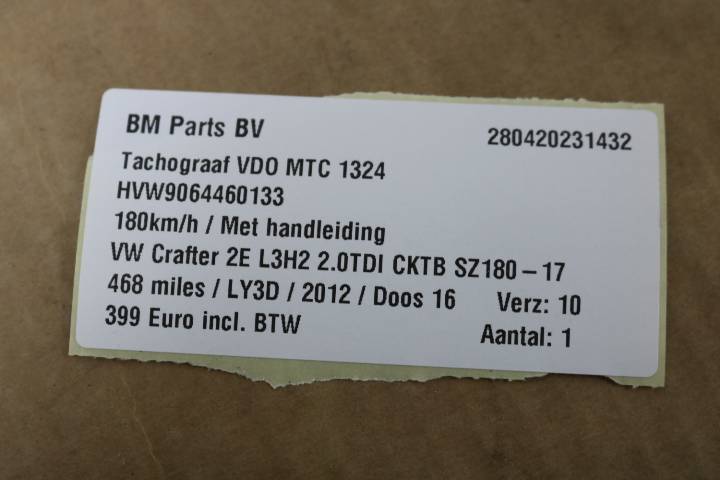 BM Parts BV 280420231432
Tachograaf VDO MTC 1324
HVW9064460133
180km/h / Met handleiding
VW Crafter 2E L3H2 2.0TDI CKTB SZ180 – 17
468 miles / LY3D / 2012 / Doos 16 Verz: 10
399 Euro incl. BTW Aantal: 1